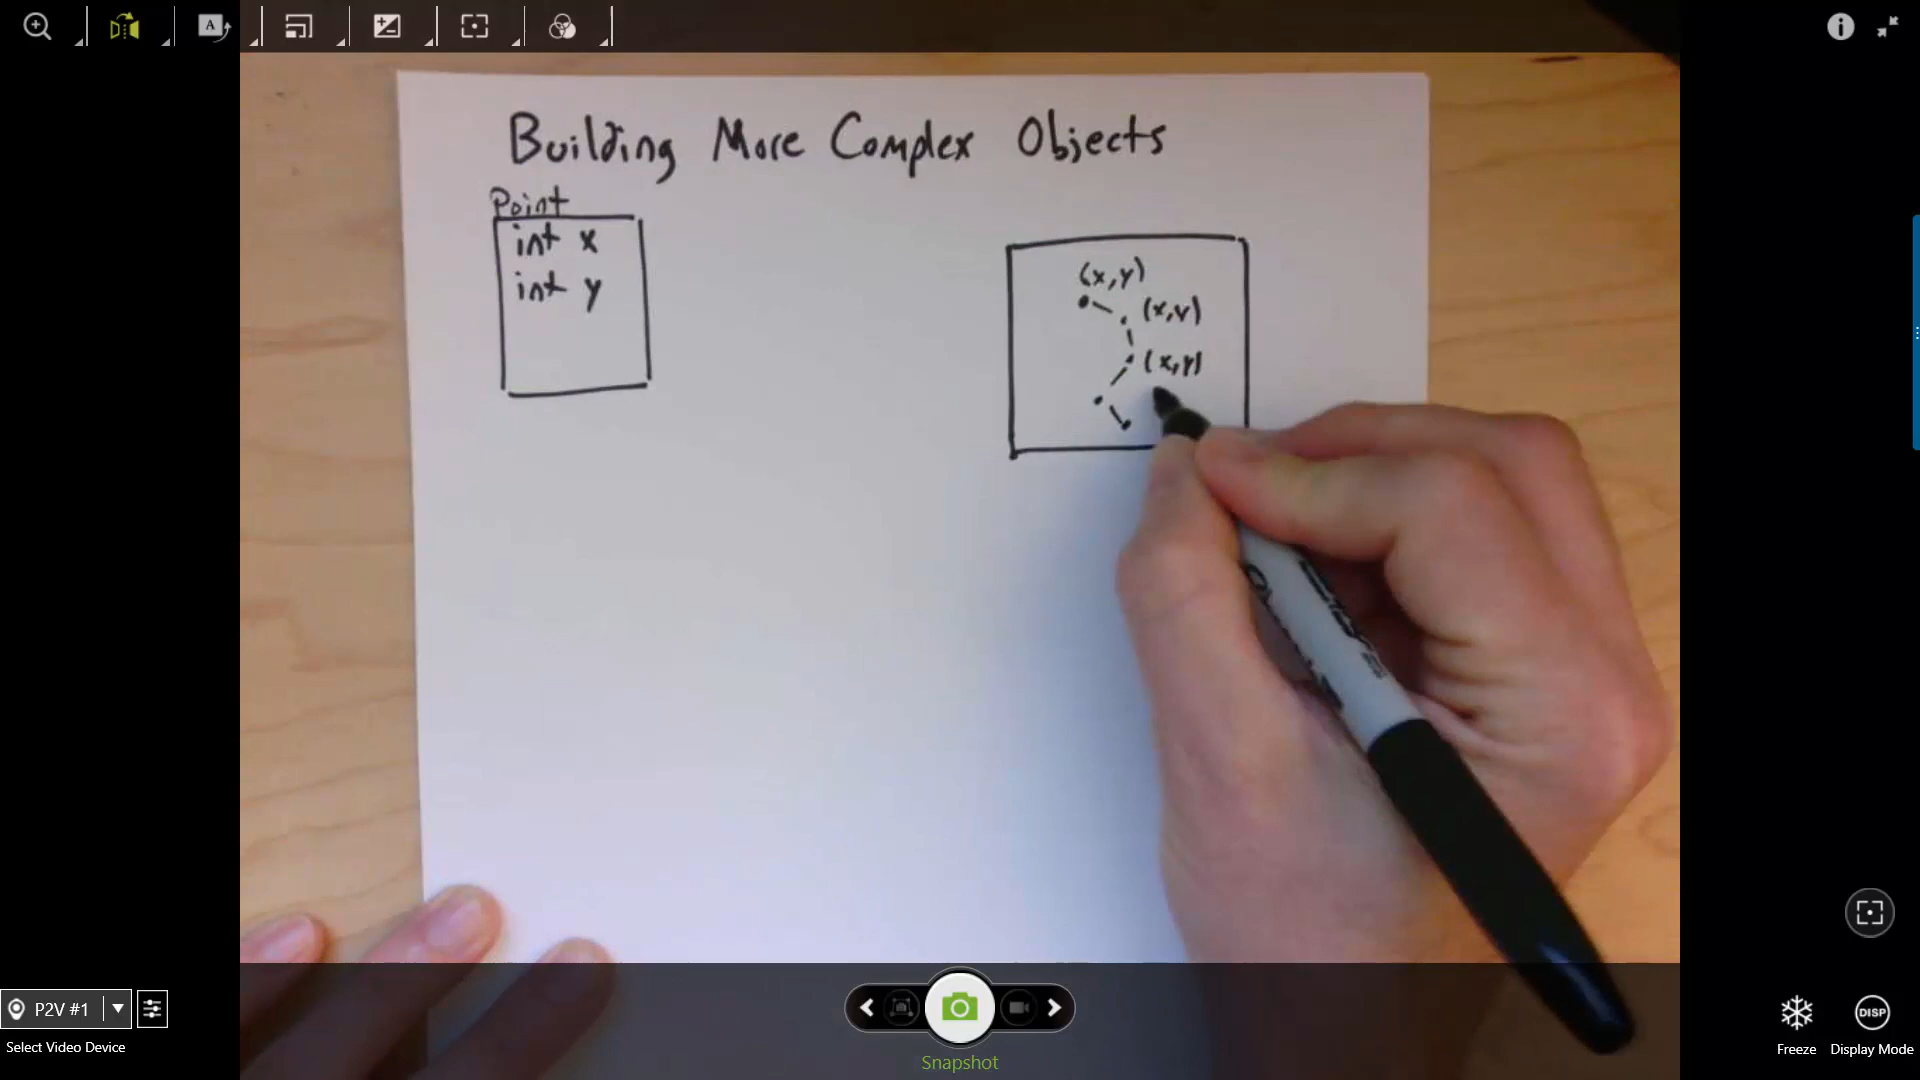 Building More Complex Objects
Point
int x
int y
(x,y)
(x,y)
(x,y)
P2V #1
Select Video Device
Snapshot
Freeze
DISP
Display Mode